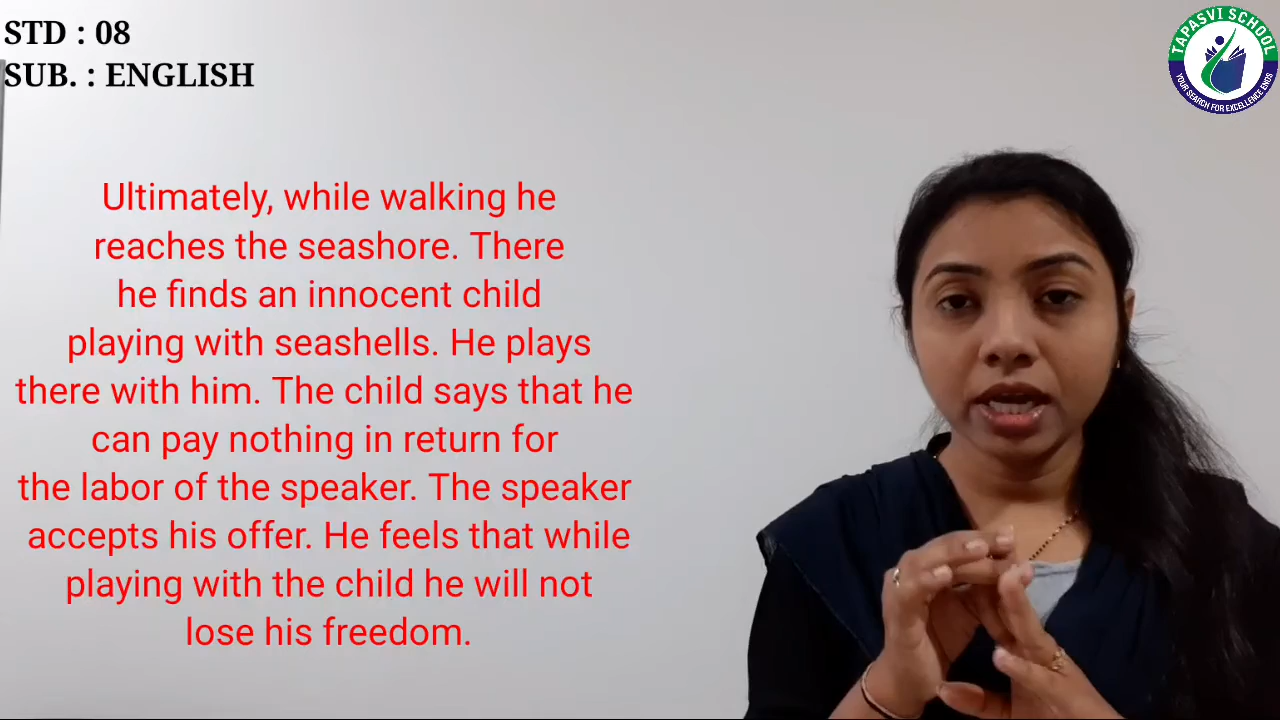 STD : 08
SUB. : ENGLISH
TAPASVI SCHOOL
YOUR SEARCH FOR EXCELLENCE ENDS
Ultimately, while walking he
reaches the seashore. There
he finds an innocent child
playing with seashells. He plays
there with him. The child says that he
can pay nothing in return for
the labor of the speaker. The speaker
accepts his offer. He feels that while
playing with the child he will not
lose his freedom.